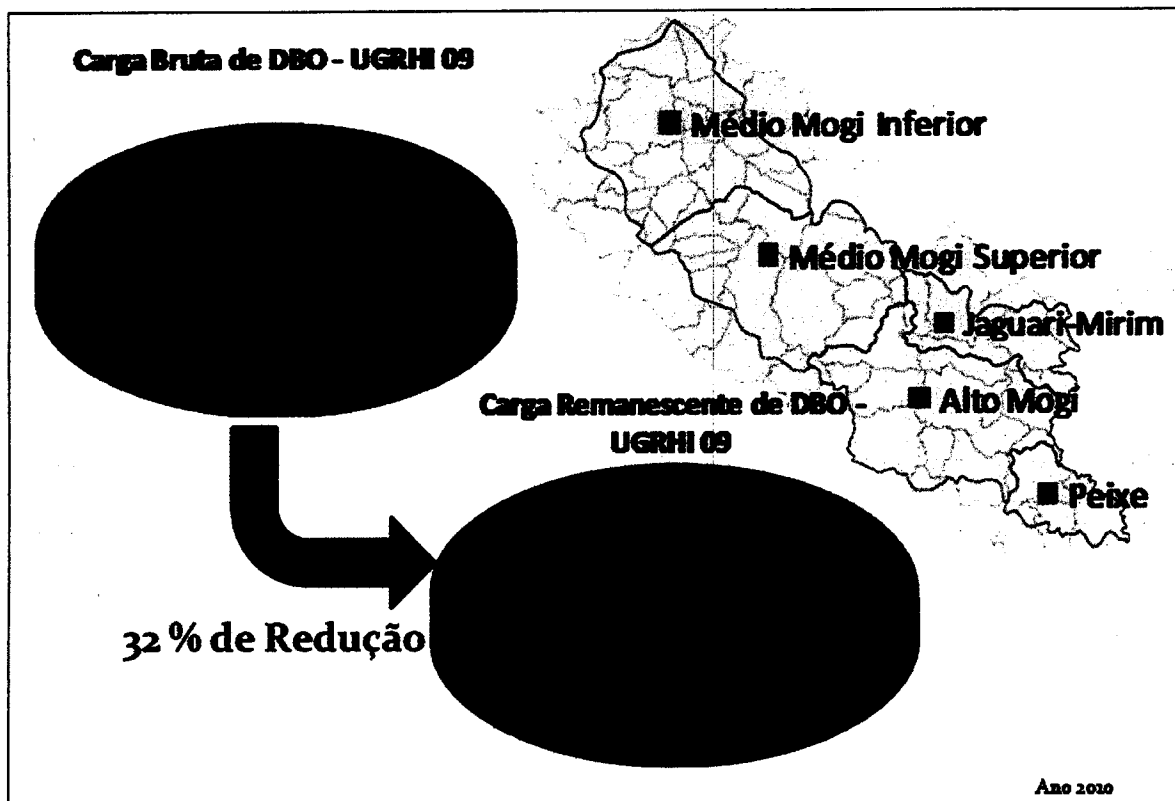 Carga Bruta de DBO - UGRHI 09
Médio Mogi Inferior
Médio Mogi Superior
Jaguari-Mirim
Alto Mogi
Peixe
Carga Remanescente de DBO -
UGRHI 09
32 % de Redução
Ano 2010